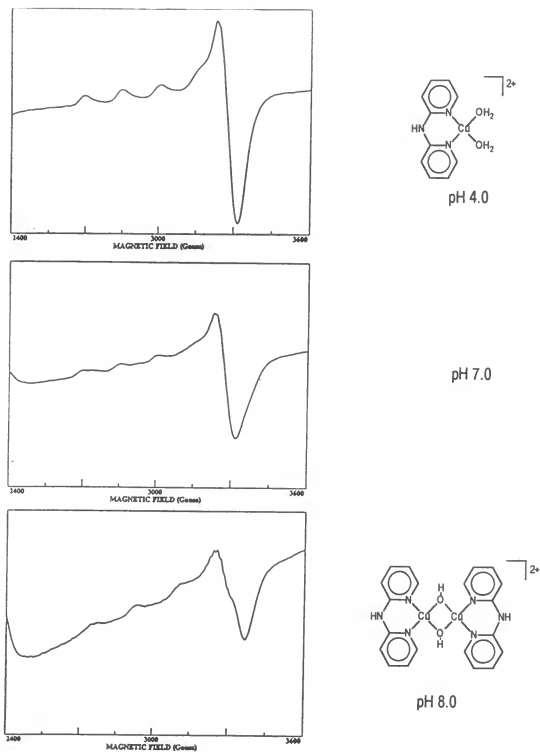 2400 3000 3600
MAGNETIC FIELD (Gauss)
2+
N OH2
HN Cu
N OH2
pH 4.0
2400 3000 3600
MAGNETIC FIELD (Gauss)
pH 7.0
2400 3000 3600
MAGNETIC FIELD (Gauss)
2+
H
N O N
HN Cu Cu NH
N O N
H
pH 8.0